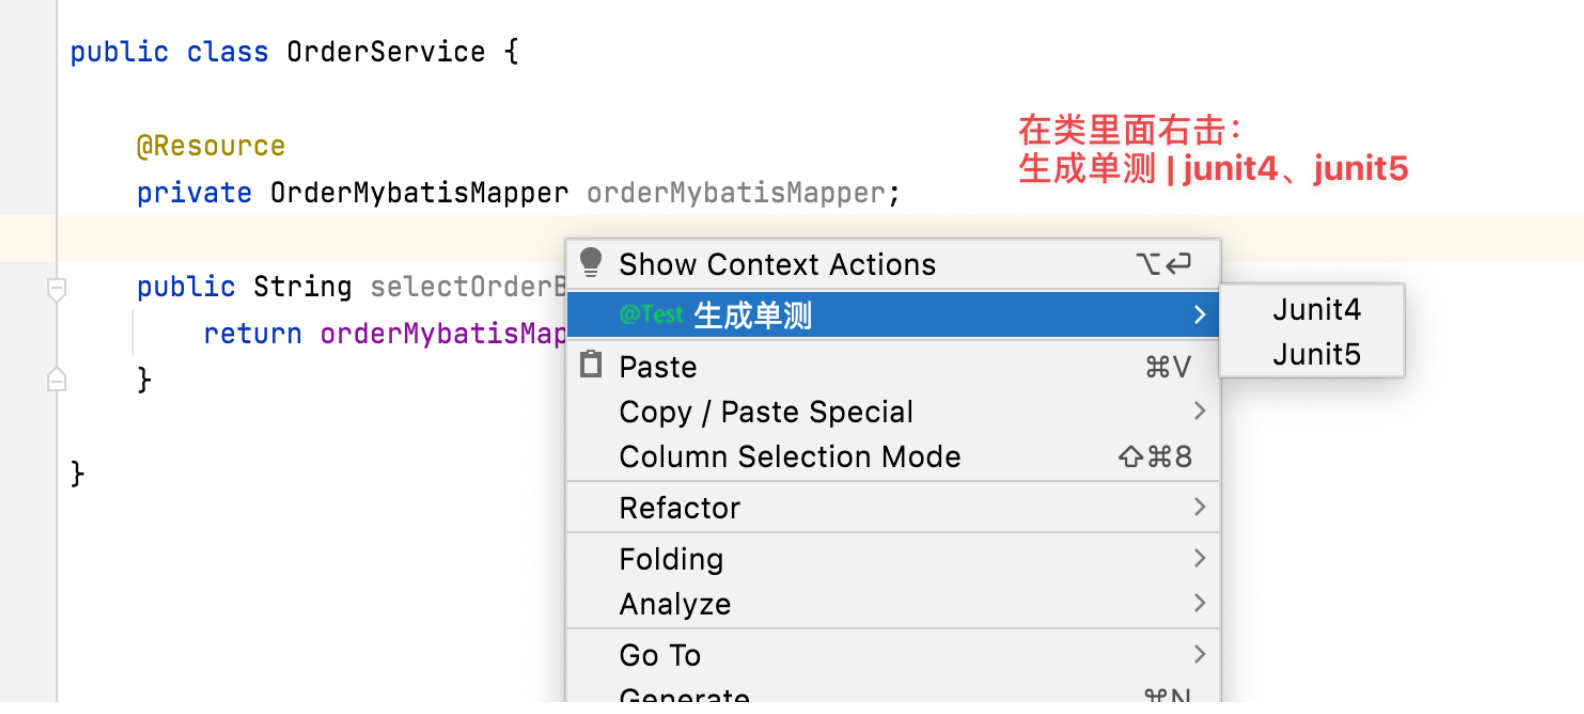 public class OrderService {
@Resource
private OrderMybatisMapper orderMybatisMapper;
在类里面右击：
生成单测 | junit4、junit5
public String selectOrderB
return orderMybatisMap
}
}
Show Context Actions ⌥⏎
@Test 生成单测
Junit4
Junit5
Paste ⌘V
Copy / Paste Special
Column Selection Mode ⇧⌘8
Refactor
Folding
Analyze
Go To
Generate ⌘N